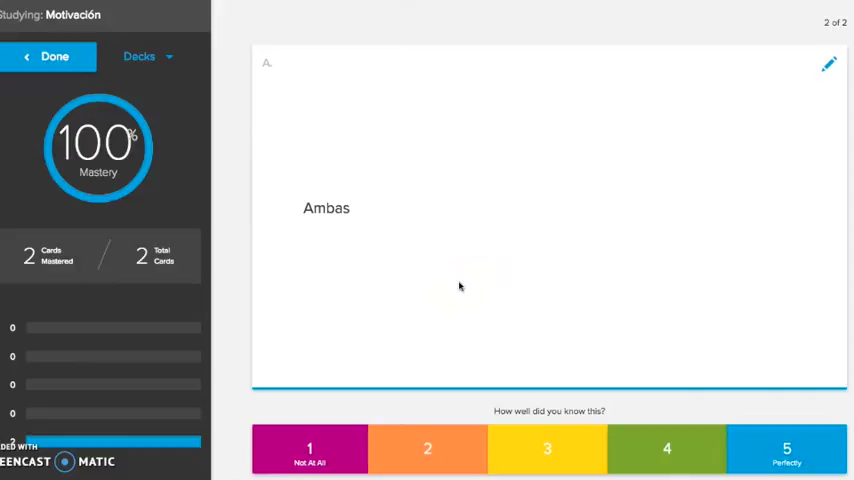 Studying: Motivación
2 of 2
Done
Decks
A.
100%
Mastery
Ambas
2 Cards Mastered / 2 Total Cards
0
0
0
0
2
How well did you know this?
1 Not At All
2
3
4
5 Perfectly
DED WITH
EENCAST MATIC